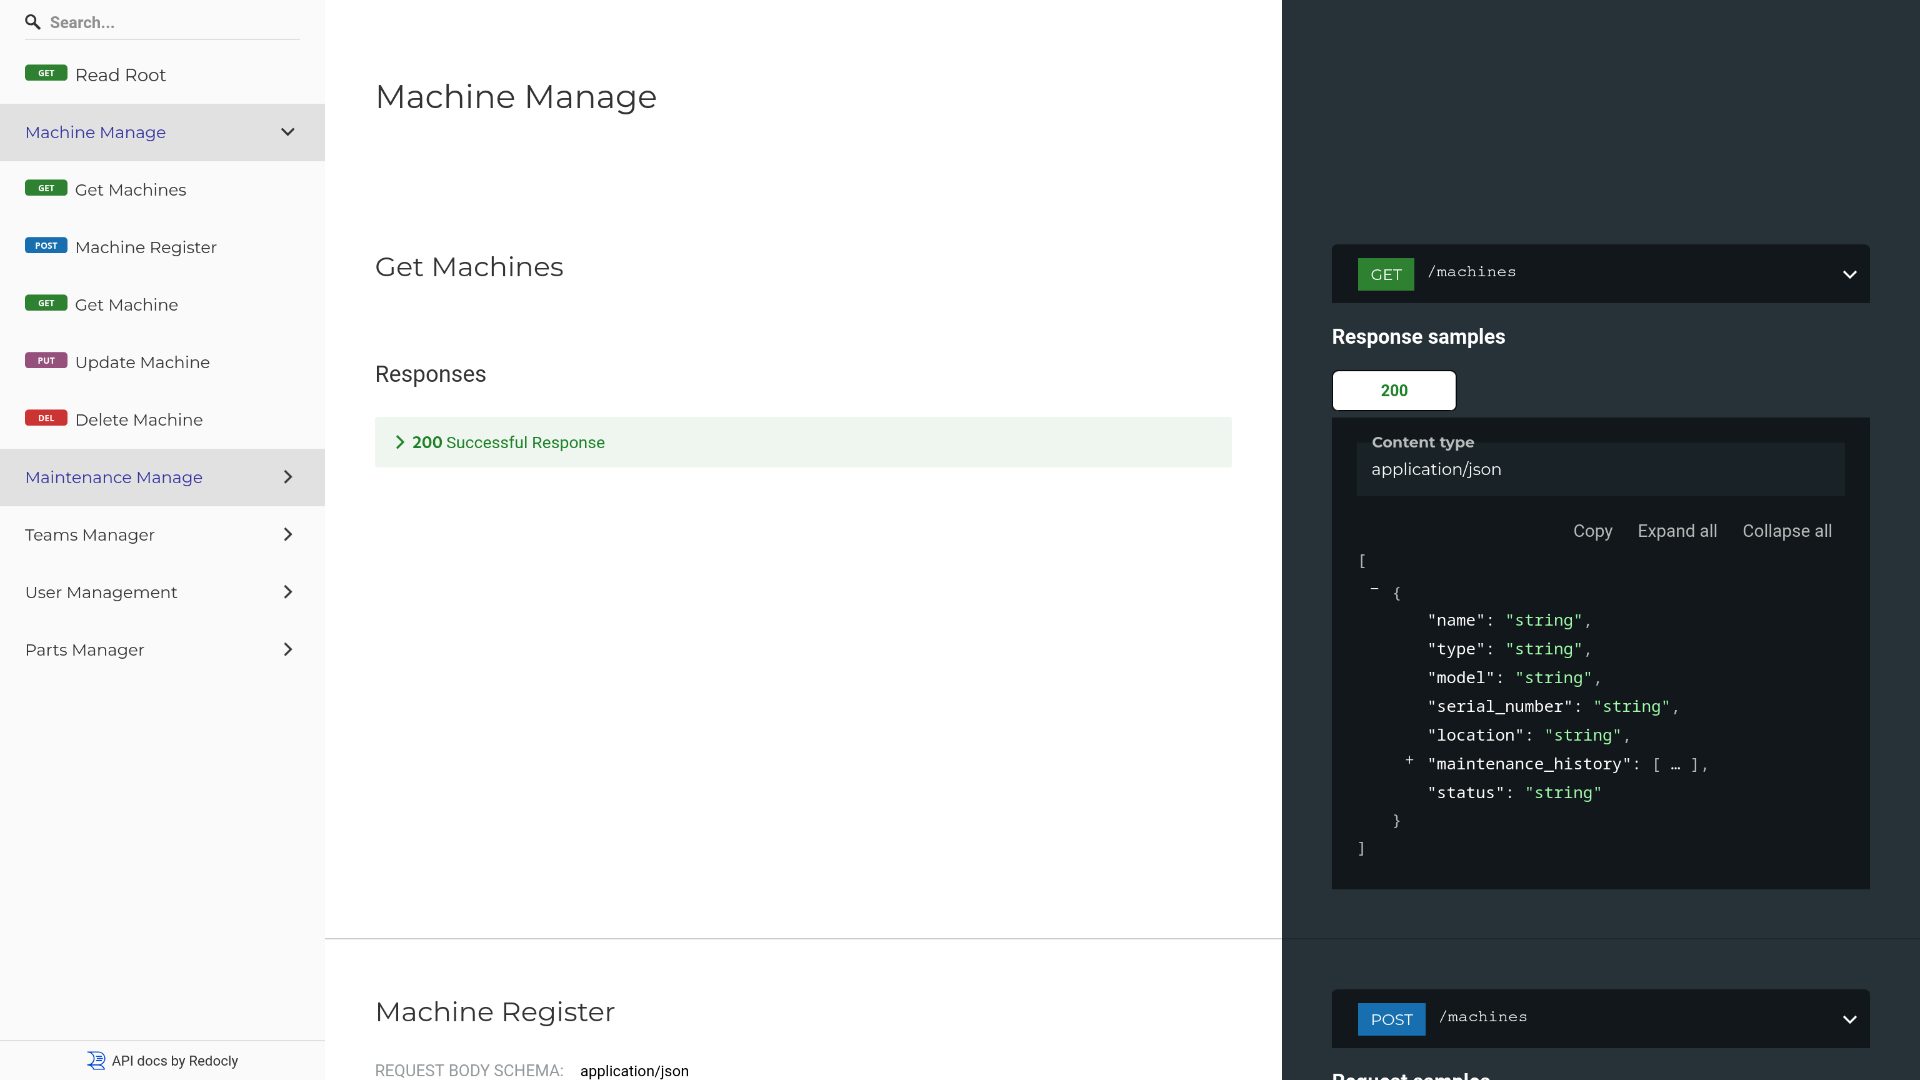 Search...
GET Read Root
Machine Manage
GET Get Machines
POST Machine Register
GET Get Machine
PUT Update Machine
DEL Delete Machine
Maintenance Manage
Teams Manager
User Management
Parts Manager
API docs by Redocly
Machine Manage
Get Machines
Responses
200 Successful Response
Machine Register
REQUEST BODY SCHEMA: application/json
GET /machines
Response samples
200
Content type
application/json
Copy Expand all Collapse all
[
- {
"name": "string",
"type": "string",
"model": "string",
"serial_number": "string",
"location": "string",
+ "maintenance_history": [ … ],
"status": "string"
}
]
POST /machines
Request samples